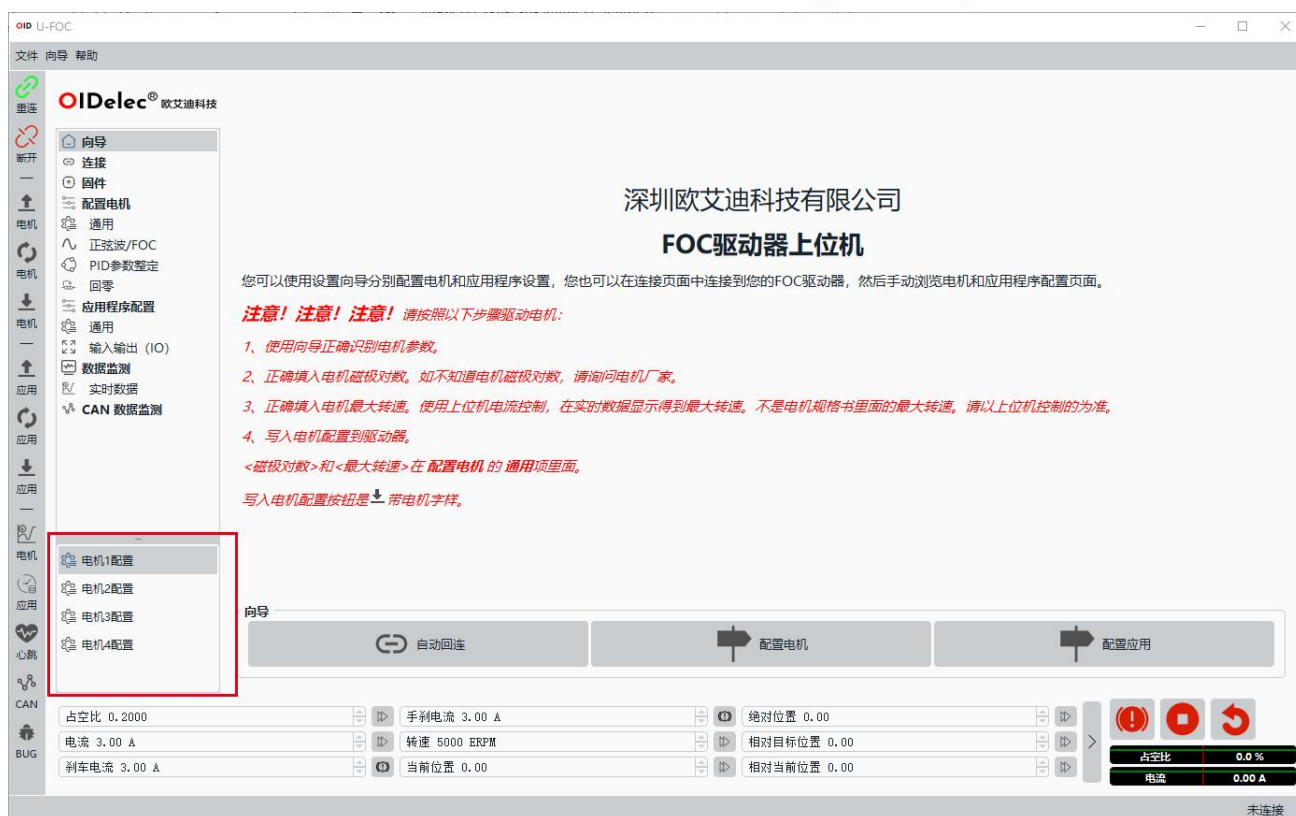 OID U-FOC
文件 向导 帮助
重连
断开
电机
电机
电机
应用
应用
应用
电机
应用
心跳
CAN
BUG
OIDelec® 欧艾迪科技
向导
连接
固件
配置电机
通用
正弦波/FOC
PID参数整定
回零
应用程序配置
通用
输入输出 (IO)
数据监测
实时数据
CAN 数据监测
电机1配置
电机2配置
电机3配置
电机4配置
深圳欧艾迪科技有限公司
FOC驱动器上位机
您可以使用设置向导分别配置电机和应用程序设置，您也可以在连接页面中连接到您的FOC驱动器，然后手动浏览电机和应用程序配置页面。
注意！注意！注意！请按照以下步骤驱动电机：
1、使用向导正确识别电机参数。
2、正确填入电机磁极对数。如不知道电机磁极对数，请询问电机厂家。
3、正确填入电机最大转速。使用上位机电流控制，在实时数据显示得到最大转速。不是电机规格书里面的最大转速。请以上位机控制的为准。
4、写入电机配置到驱动器。
<磁极对数>和<最大转速>在 配置电机 的 通用项里面。
写入电机配置按钮是 带电机字样。
向导
自动回连 配置电机 配置应用
占空比 0.2000 手刹电流 3.00 A 绝对位置 0.00
电流 3.00 A 转速 5000 ERPM 相对目标位置 0.00
刹车电流 3.00 A 当前位置 0.00 相对当前位置 0.00
占空比 0.0 %
电流 0.00 A
未连接